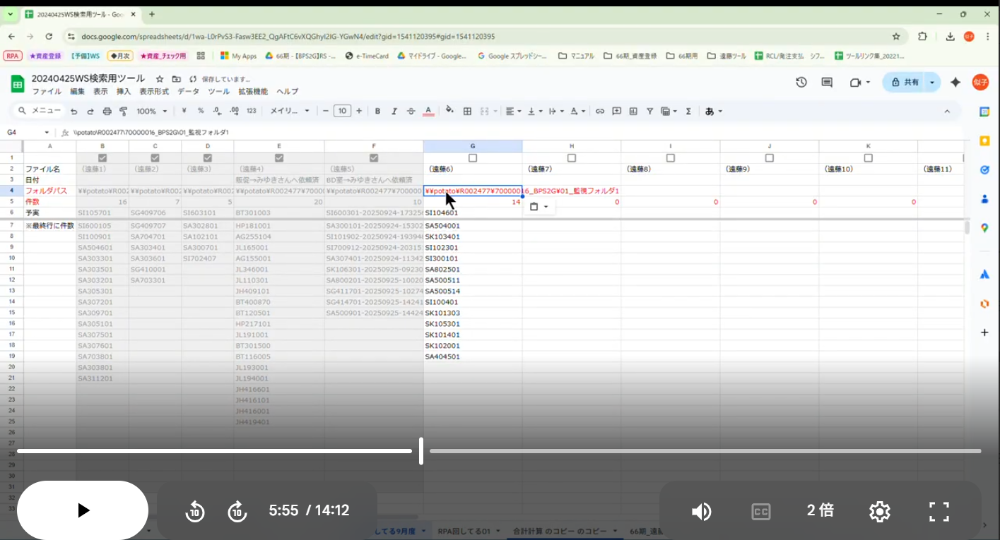 20240425WS検索用ツール - Goo
docs.google.com/spreadsheets/d/1wa-L0rPvS3-Fasw3EE2_QgAFtC6vXQGhyI2IG-YGwN4/edit?gid=1541120395#gid=1541120395
RPA ★資産登録 【予備】WS ◆月次 ★資産_チェック用 My Apps 66期 -【BPS2G】RS -... e-TimeCard マイドライブ - Google... Google スプレッドシー... マニュアル 66期_資産登録 66期用 遠藤ツール RCL/発注支払 シフ... ツールリンク集_20221...
20240425WS検索用ツール 保存しています...
ファイル 編集 表示 挿入 表示形式 データ ツール 拡張機能 ヘルプ
共有 似子
メニュー 100% ¥ % .0 .00 123 メイリ... 10 B I A あ
G4 fx \\potato\R002477\70000016_BPS2G\01_監視フォルダ1
A B C D E F G H I J K
1
2 ファイル名 （遠藤1） （遠藤2） （遠藤3） （遠藤4） （遠藤5） （遠藤6） （遠藤7） （遠藤8） （遠藤9） （遠藤10） （遠藤11）
3 日付 販促→みゆきさんへ依頼済 BD室→みゆきさんへ依頼済
4 フォルダパス ¥¥potato¥R002 ¥¥potato¥R002 ¥¥potato¥R002 ¥¥potato¥R002477¥7000 ¥¥potato¥R002477¥700000 ¥¥potato¥R002477¥70000016_BPS2G¥01_監視フォルダ1
5 件数 16 7 5 20 10 14 0 0 0 0
6 予実 SI105701 SG409706 SI603101 BT301003 SI600301-20250924-17325 SI104601
7 ※最終行に件数 SI600105 SG409707 SA302801 HP181001 SA300101-20250924-15302 SA504001
8 SI100901 SA704701 SA102101 AG255104 SI101902-20250924-19394 SK103401
9 SA504601 SA303401 SA300701 JL165001 SI700912-20250924-20315 SI102301
10 SA303301 SA303601 SI702407 AG155001 SA307401-20250924-11342 SI300101
11 SA303501 SG410001 JL346001 SK106301-20250925-09230 SA802501
12 SA303201 SA703301 JL110301 SA800201-20250925-10020 SA500511
13 SA305301 JH409101 SG411701-20250925-10274 SA500514
14 SA307201 BT400870 SG414701-20250925-14241 SI100401
15 SA309701 BT120501 SA500901-20250925-14424 SK101303
16 SA305101 HP217101 SK105301
17 SA307501 JL191001 SK101401
18 SA307601 BT301500 SK102001
19 SA703801 BT116005 SA404501
20 SA303801 JL193001
21 SA311201 JL194001
22 JH416601
23 JH416101
24 JH416001
25 JH419401
26
27
28
29
30
31
32
33
10 10 5:55 / 14:12 CC 2 倍
してる9月度 RPA回してる01 合計計算 のコピー のコピー 66期_遠藤